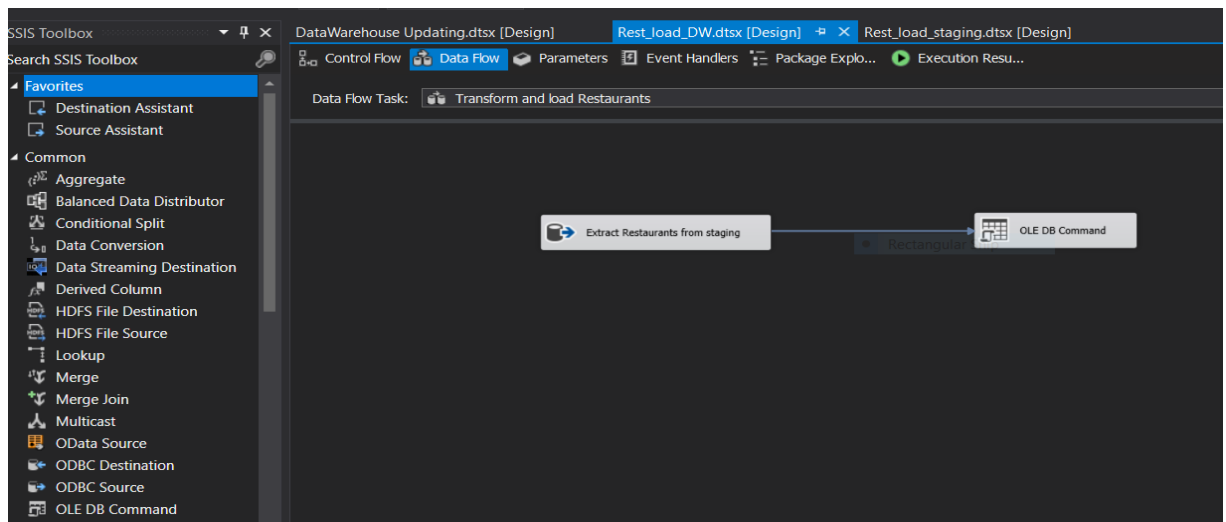 SSIS Toolbox
DataWarehouse Updating.dtsx [Design] Rest_load_DW.dtsx [Design] Rest_load_staging.dtsx [Design]
Search SSIS Toolbox
Control Flow Data Flow Parameters Event Handlers Package Explo... Execution Resu...
Favorites
Destination Assistant
Source Assistant
Common
Aggregate
Balanced Data Distributor
Conditional Split
Data Conversion
Data Streaming Destination
Derived Column
HDFS File Destination
HDFS File Source
Lookup
Merge
Merge Join
Multicast
OData Source
ODBC Destination
ODBC Source
OLE DB Command
Data Flow Task: Transform and load Restaurants
Extract Restaurants from staging
OLE DB Command
Rectangular